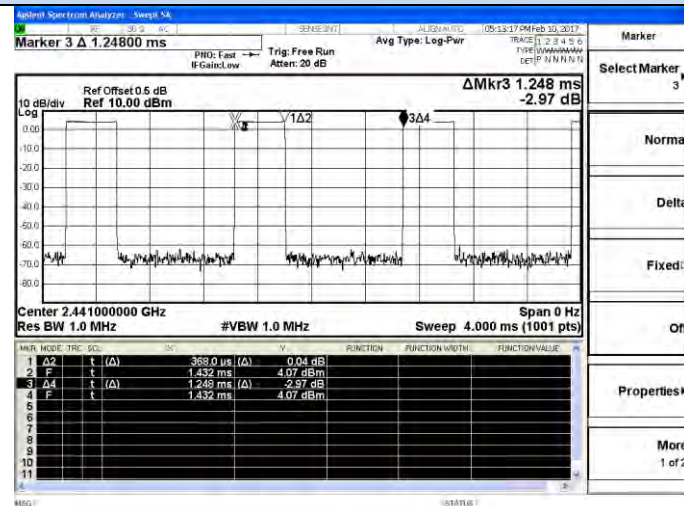 Agilent Spectrum Analyzer - Swept SA
RF 50 Ω AC SENSE:INT ALIGN AUTO 05:13:17 PM Feb 10, 2017
Marker 3 Δ 1.24800 ms
PNO: Fast Trig: Free Run Avg Type: Log-Pwr TRACE 1 2 3 4 5 6
IFGain:Low Atten: 20 dB TYPE
DET P N N N N N
Ref Offset 0.5 dB ΔMkr3 1.248 ms
10 dB/div Ref 10.00 dBm -2.97 dB
Log
0.00
-10.0
-20.0
-30.0
-40.0
-50.0
-60.0
-70.0
-80.0
1Δ2 3Δ4
Center 2.441000000 GHz Span 0 Hz
Res BW 1.0 MHz #VBW 1.0 MHz Sweep 4.000 ms (1001 pts)
MKR MODE TRC SCL X Y FUNCTION FUNCTION WIDTH FUNCTION VALUE
1 Δ2 t (Δ) 368.0 us (Δ) 0.04 dB
2 F t 1.432 ms 4.07 dBm
3 Δ4 t (Δ) 1.248 ms (Δ) -2.97 dB
4 F t 1.432 ms 4.07 dBm
5
6
7
8
9
10
11
MSG STATUS
Marker
Select Marker
3
Norma
Delta
Fixed
Of
Properties
More
1 of 2